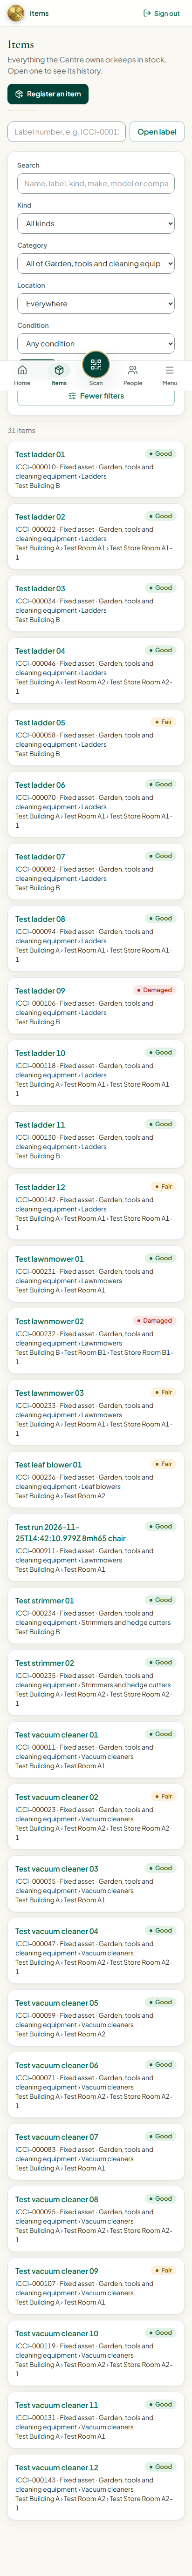 Items
Sign out
Items
Everything the Centre owns or keeps in stock.
Open one to see its history.
Register an item
Label number, e.g. ICCI-00013
Open label
Search
Name, label, kind, make, model or compa
Kind
All kinds
Category
All of Garden, tools and cleaning equip
Location
Everywhere
Condition
Any condition
Home
Items
Scan
People
Menu
Fewer filters
31 items
Test ladder 01
Good
ICCI-000010 · Fixed asset · Garden, tools and
cleaning equipment › Ladders
Test Building B
Test ladder 02
Good
ICCI-000022 · Fixed asset · Garden, tools and
cleaning equipment › Ladders
Test Building A › Test Room A1 › Test Store Room A1-
1
Test ladder 03
Good
ICCI-000034 · Fixed asset · Garden, tools and
cleaning equipment › Ladders
Test Building B
Test ladder 04
Good
ICCI-000046 · Fixed asset · Garden, tools and
cleaning equipment › Ladders
Test Building A › Test Room A2 › Test Store Room A2-
1
Test ladder 05
Fair
ICCI-000058 · Fixed asset · Garden, tools and
cleaning equipment › Ladders
Test Building B
Test ladder 06
Good
ICCI-000070 · Fixed asset · Garden, tools and
cleaning equipment › Ladders
Test Building A › Test Room A1 › Test Store Room A1-
1
Test ladder 07
Good
ICCI-000082 · Fixed asset · Garden, tools and
cleaning equipment › Ladders
Test Building B
Test ladder 08
Good
ICCI-000094 · Fixed asset · Garden, tools and
cleaning equipment › Ladders
Test Building A › Test Room A1 › Test Store Room A1-
1
Test ladder 09
Damaged
ICCI-000106 · Fixed asset · Garden, tools and
cleaning equipment › Ladders
Test Building B
Test ladder 10
Good
ICCI-000118 · Fixed asset · Garden, tools and
cleaning equipment › Ladders
Test Building A › Test Room A1 › Test Store Room A1-
1
Test ladder 11
Good
ICCI-000130 · Fixed asset · Garden, tools and
cleaning equipment › Ladders
Test Building B
Test ladder 12
Fair
ICCI-000142 · Fixed asset · Garden, tools and
cleaning equipment › Ladders
Test Building A › Test Room A1 › Test Store Room A1-
1
Test lawnmower 01
Good
ICCI-000231 · Fixed asset · Garden, tools and
cleaning equipment › Lawnmowers
Test Building A › Test Room A1
Test lawnmower 02
Damaged
ICCI-000232 · Fixed asset · Garden, tools and
cleaning equipment › Lawnmowers
Test Building B › Test Room B1 › Test Store Room B1-
1
Test lawnmower 03
Fair
ICCI-000233 · Fixed asset · Garden, tools and
cleaning equipment › Lawnmowers
Test Building A › Test Room A1 › Test Store Room A1-
1
Test leaf blower 01
Fair
ICCI-000236 · Fixed asset · Garden, tools and
cleaning equipment › Leaf blowers
Test Building A › Test Room A2
Test run 2026-11-
25T14:42:10.979Z 8mh65 chair
Good
ICCI-000911 · Fixed asset · Garden, tools and
cleaning equipment › Lawnmowers
Test Building A › Test Room A1
Test strimmer 01
Good
ICCI-000234 · Fixed asset · Garden, tools and
cleaning equipment › Strimmers and hedge cutters
Test Building B
Test strimmer 02
Good
ICCI-000235 · Fixed asset · Garden, tools and
cleaning equipment › Strimmers and hedge cutters
Test Building A › Test Room A2 › Test Store Room A2-
1
Test vacuum cleaner 01
Good
ICCI-000011 · Fixed asset · Garden, tools and
cleaning equipment › Vacuum cleaners
Test Building A › Test Room A1
Test vacuum cleaner 02
Fair
ICCI-000023 · Fixed asset · Garden, tools and
cleaning equipment › Vacuum cleaners
Test Building A › Test Room A2 › Test Store Room A2-
1
Test vacuum cleaner 03
Good
ICCI-000035 · Fixed asset · Garden, tools and
cleaning equipment › Vacuum cleaners
Test Building A › Test Room A1
Test vacuum cleaner 04
Good
ICCI-000047 · Fixed asset · Garden, tools and
cleaning equipment › Vacuum cleaners
Test Building A › Test Room A2 › Test Store Room A2-
1
Test vacuum cleaner 05
Good
ICCI-000059 · Fixed asset · Garden, tools and
cleaning equipment › Vacuum cleaners
Test Building A › Test Room A2
Test vacuum cleaner 06
Good
ICCI-000071 · Fixed asset · Garden, tools and
cleaning equipment › Vacuum cleaners
Test Building A › Test Room A2 › Test Store Room A2-
1
Test vacuum cleaner 07
Good
ICCI-000083 · Fixed asset · Garden, tools and
cleaning equipment › Vacuum cleaners
Test Building A › Test Room A1
Test vacuum cleaner 08
Good
ICCI-000095 · Fixed asset · Garden, tools and
cleaning equipment › Vacuum cleaners
Test Building A › Test Room A2 › Test Store Room A2-
1
Test vacuum cleaner 09
Fair
ICCI-000107 · Fixed asset · Garden, tools and
cleaning equipment › Vacuum cleaners
Test Building A › Test Room A1
Test vacuum cleaner 10
Good
ICCI-000119 · Fixed asset · Garden, tools and
cleaning equipment › Vacuum cleaners
Test Building A › Test Room A2 › Test Store Room A2-
1
Test vacuum cleaner 11
Good
ICCI-000131 · Fixed asset · Garden, tools and
cleaning equipment › Vacuum cleaners
Test Building A › Test Room A1
Test vacuum cleaner 12
Good
ICCI-000143 · Fixed asset · Garden, tools and
cleaning equipment › Vacuum cleaners
Test Building A › Test Room A2 › Test Store Room A2-
1